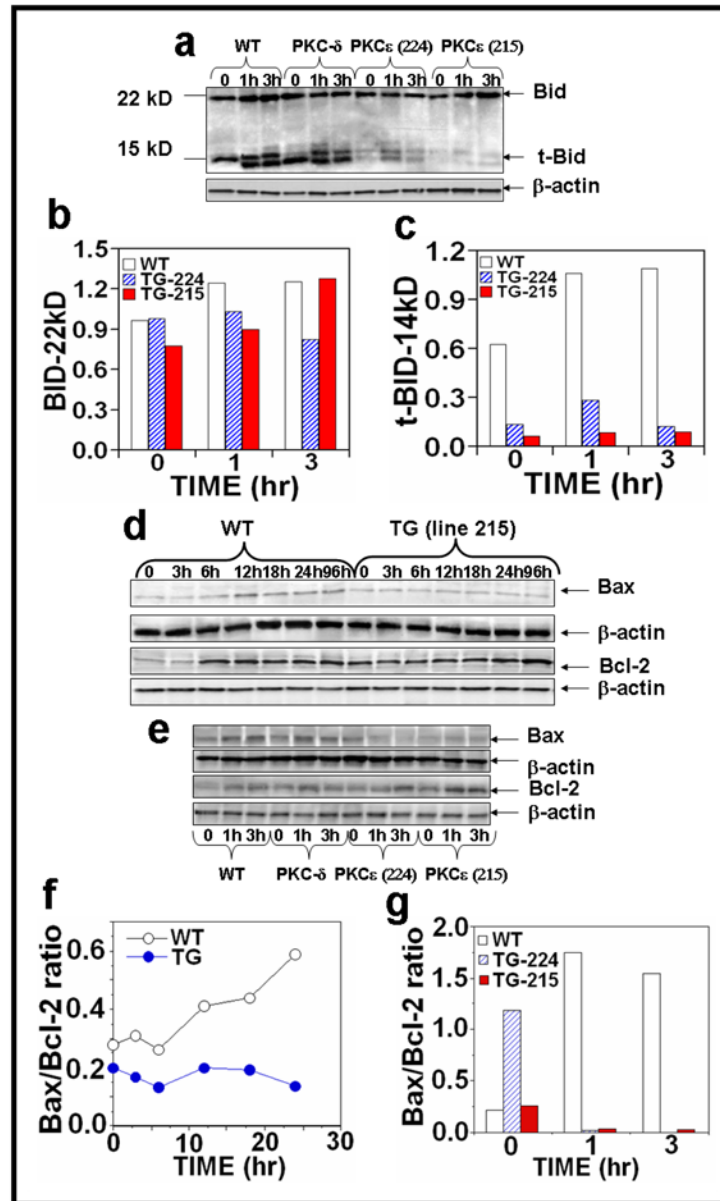 a
WT PKC-δ PKCε (224) PKCε (215)
0 1h 3h 0 1h 3h 0 1h 3h 0 1h 3h
22 kD
Bid
15 kD
t-Bid
β-actin
b
1.5
1.2
0.9
0.6
0.3
0.0
BID-22kD
WT
TG-224
TG-215
0 1 3
TIME (hr)
c
1.2
0.9
0.6
0.3
0.0
t-BID-14kD
WT
TG-224
TG-215
0 1 3
TIME (hr)
d
WT TG (line 215)
0 3h 6h 12h 18h 24h 96h 0 3h 6h 12h 18h 24h 96h
Bax
β-actin
Bcl-2
β-actin
e
Bax
β-actin
Bcl-2
β-actin
0 1h 3h 0 1h 3h 0 1h 3h 0 1h 3h
WT PKC-δ PKCε (224) PKCε (215)
f
0.6
0.4
0.2
0.0
Bax/Bcl-2 ratio
WT
TG
0 10 20 30
TIME (hr)
g
2.0
1.5
1.0
0.5
0.0
Bax/Bcl-2 ratio
WT
TG-224
TG-215
0 1 3
TIME (hr)